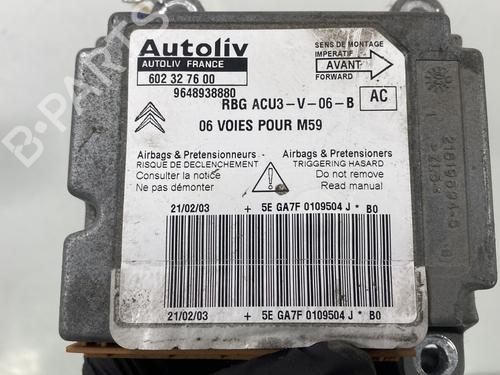 Autoliv
AUTOLIV FRANCE
602 32 76 00
9648938880
SENS DE MONTAGE
IMPERATIF
AVANT
FORWARD
RBG ACU3-V-06-B
AC
06 VOIES POUR M59
Airbags & Pretensionneurs
RISQUE DE DECLENCHEMENT
Consulter la notice
Ne pas démonter
Airbags & Pretensioners
TRIGGERING HASARD
Do not remove
Read manual
21/02/03 + 5E GA7F 0109504 J * B0
21/02/03 + 5E GA7F 0109504 J * B0
B-PARTS